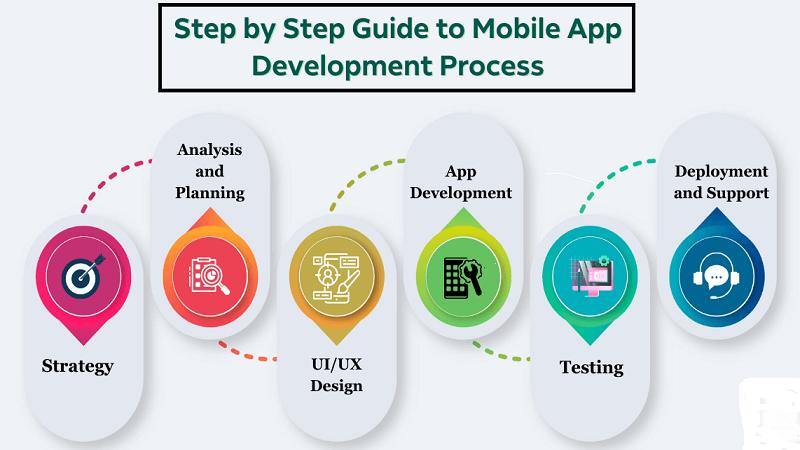 Step by Step Guide to Mobile App
Development Process
Strategy
Analysis
and
Planning
UI/UX
Design
App
Development
Testing
Deployment
and Support